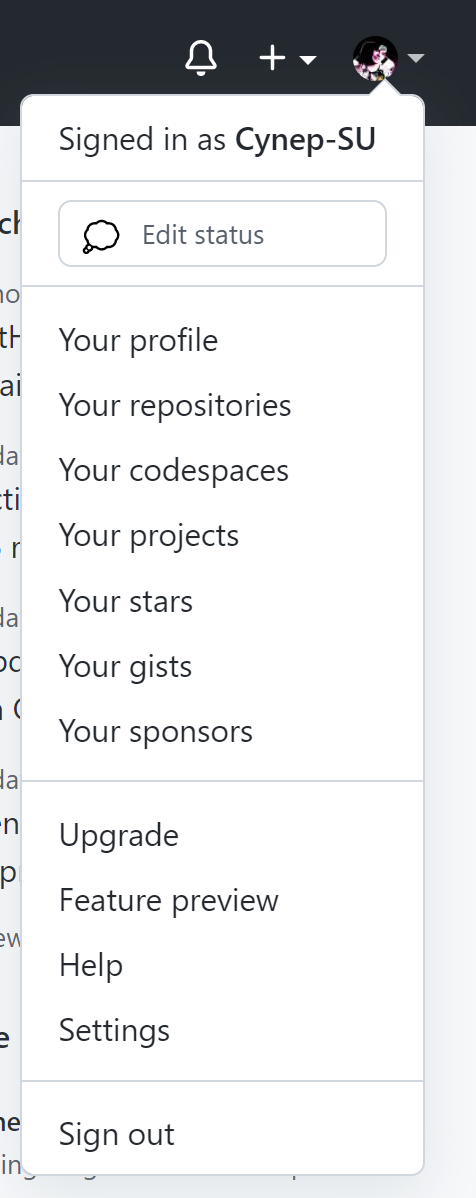 Signed in as Cynep-SU
Edit status
Your profile
Your repositories
Your codespaces
Your projects
Your stars
Your gists
Your sponsors
Upgrade
Feature preview
Help
Settings
Sign out